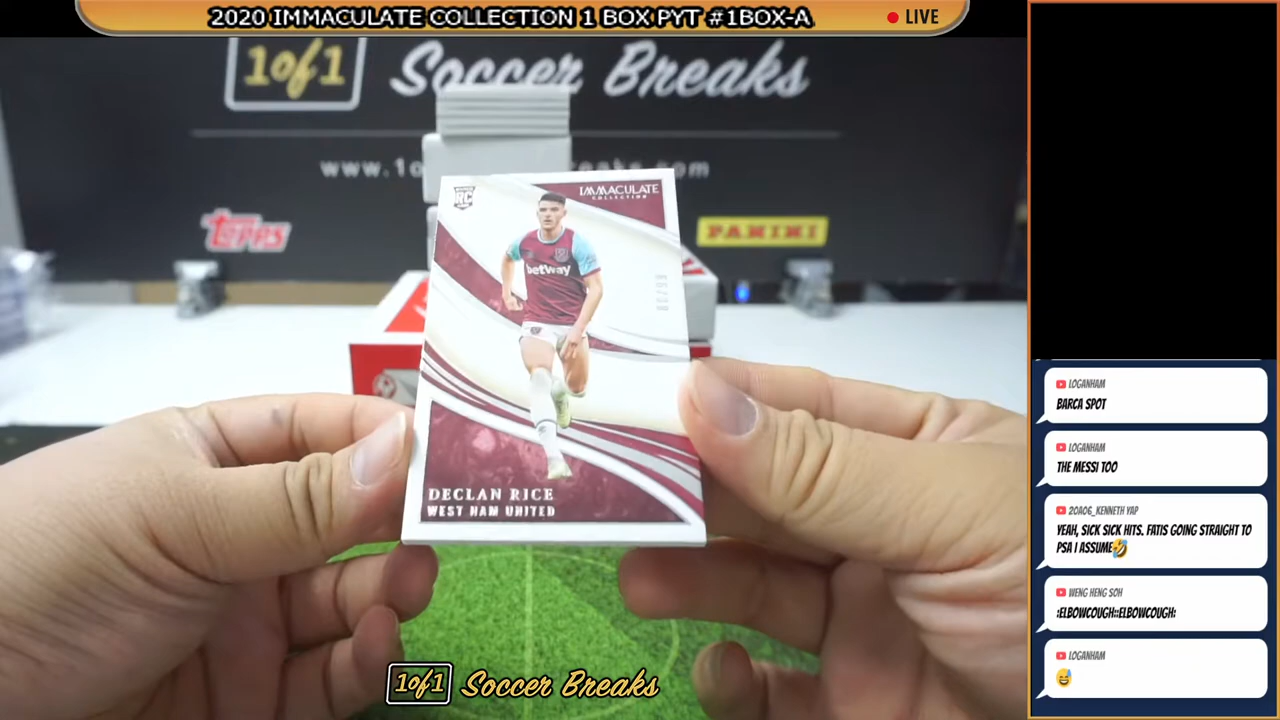 2020 IMMACULATE COLLECTION 1 BOX PYT #1BOX-A
LIVE
1of1 Soccer Breaks
www.1o
breaks.com
Topps
PANINI
RC
IMMACULATE
COLLECTION
betway
DECLAN RICE
WEST HAM UNITED
1of1 Soccer Breaks
LOGANHAM
BARCA SPOT
LOGANHAM
THE MESSI TOO
20A06_KENNETH YAP
YEAH, SICK SICK HITS. FATIS GOING STRAIGHT TO
PSA I ASSUME🤣
WENG HENG SOH
:ELBOWCOUGH::ELBOWCOUGH:
LOGANHAM
😅